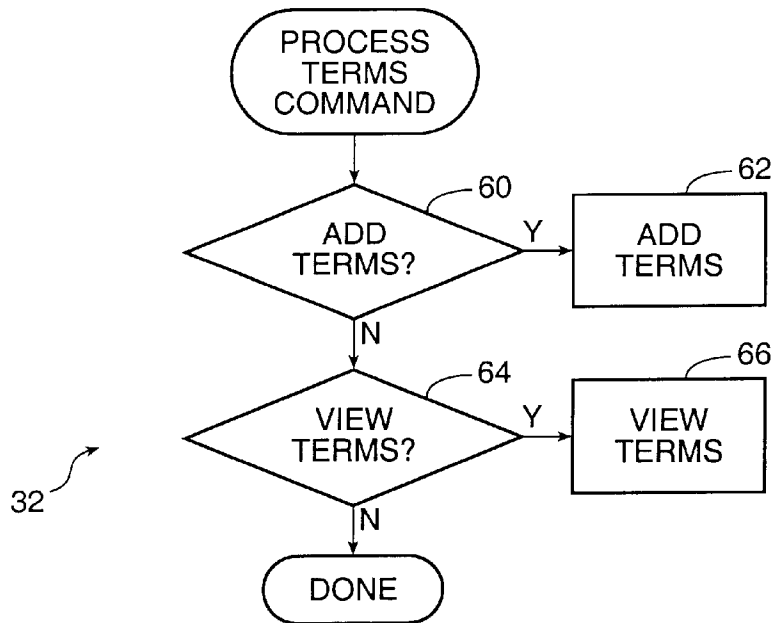 PROCESS
TERMS
COMMAND
60
ADD
TERMS?
Y
62
ADD
TERMS
N
64
VIEW
TERMS?
Y
66
VIEW
TERMS
32
N
DONE